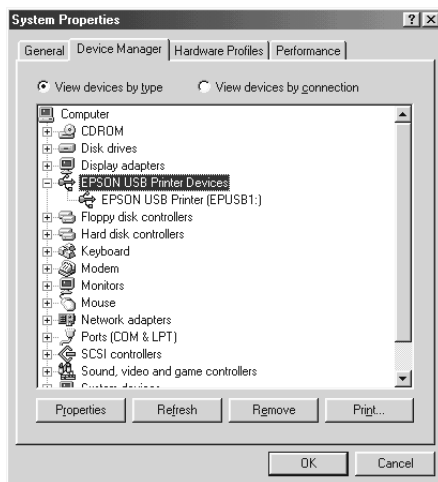 System Properties
General Device Manager Hardware Profiles Performance
View devices by type View devices by connection
Computer
CDROM
Disk drives
Display adapters
EPSON USB Printer Devices
EPSON USB Printer (EPUSB1:)
Floppy disk controllers
Hard disk controllers
Keyboard
Modem
Monitors
Mouse
Network adapters
Ports (COM & LPT)
SCSI controllers
Sound, video and game controllers
Properties Refresh Remove Print...
OK Cancel